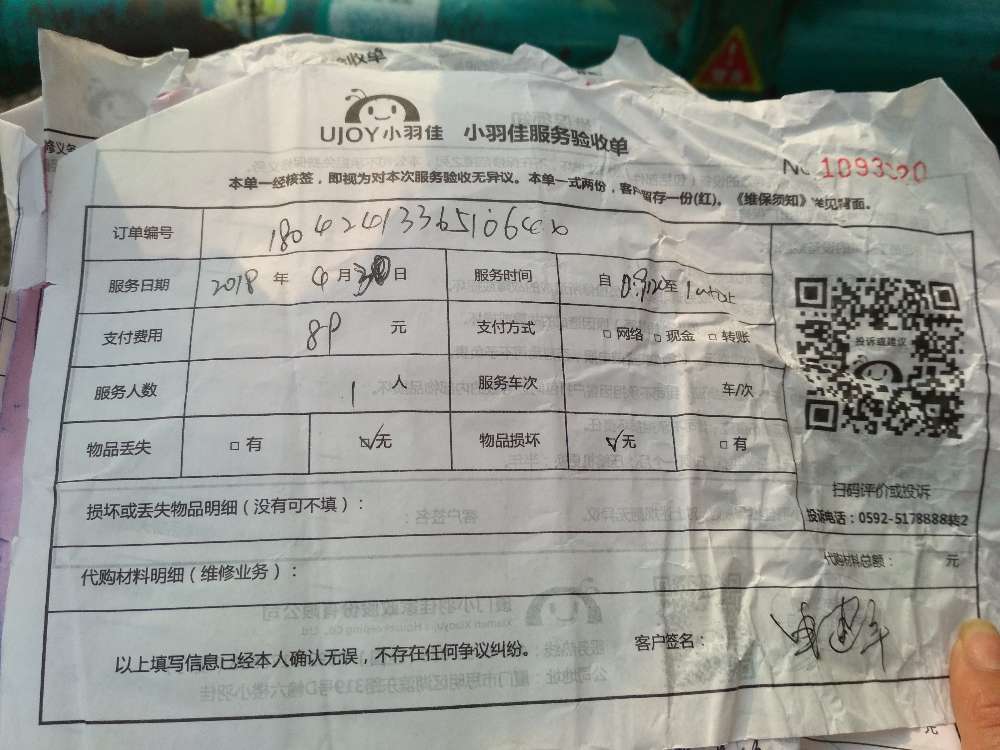 UJOY小羽佳 小羽佳服务验收单
本单一经核签，即视为对本次服务验收无异议。本单一式两份，客户留存一份(红)。《维保须知》详见背面。
订单编号
服务日期 2018 年 4 月 30 日 服务时间 自 至
支付费用 元 支付方式 □ 网络 □ 现金 □ 转账
服务人数 1 人 服务车次 车/次
物品丢失 □ 有 ☑无 物品损坏 ☑无 □ 有
投诉或建议
扫码评价或投诉
投诉电话：0592-5178888转2
损坏或丢失物品明细（没有可不填）：
代购材料明细（维修业务）： 代购材料总额： 元
以上填写信息已经本人确认无误，不存在任何争议纠纷。 客户签名：